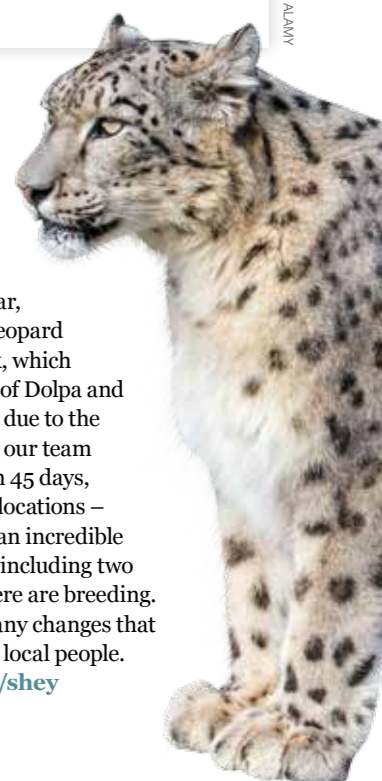 ALAMY
ar,
eopard
, which
of Dolpa and
due to the
our team
n 45 days,
locations –
an incredible
including two
ere are breeding.
any changes that
local people.
/shey